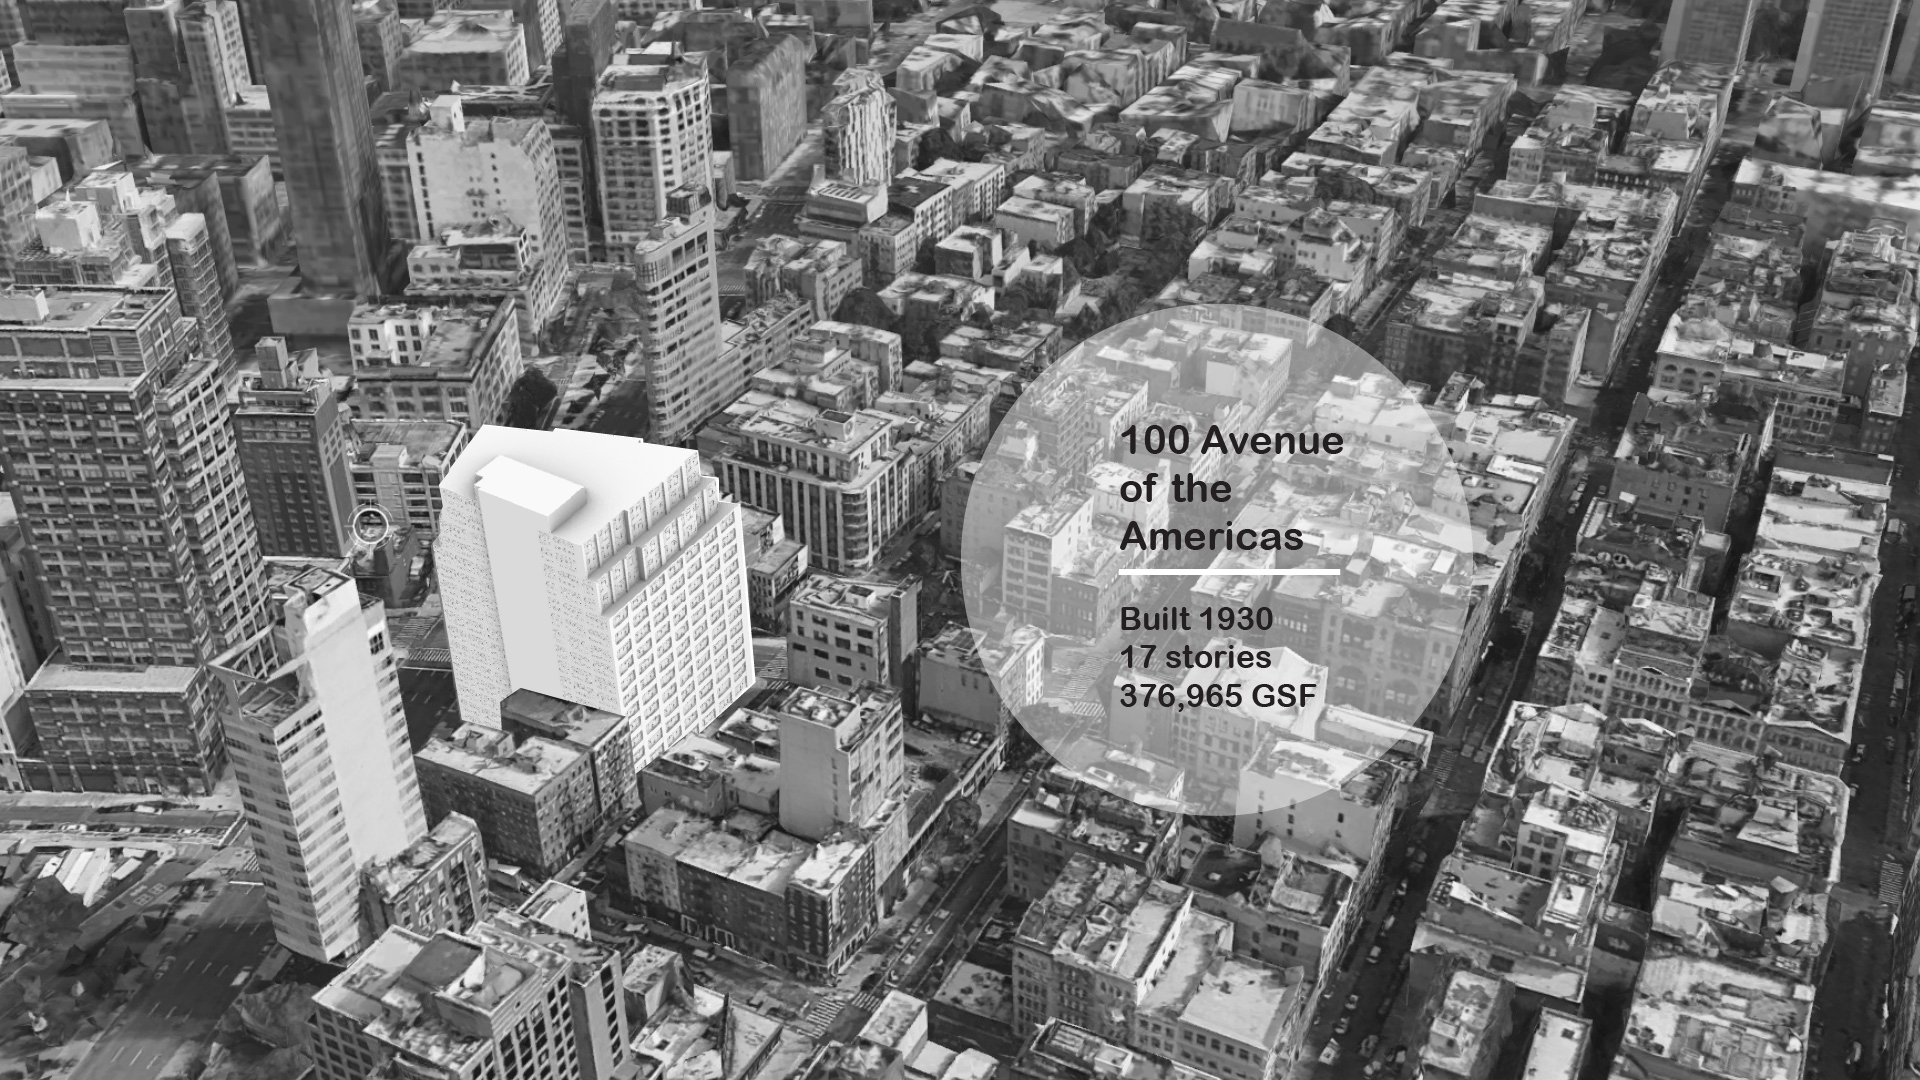 100 Avenue
of the
Americas
Built 1930
17 stories
376,965 GSF